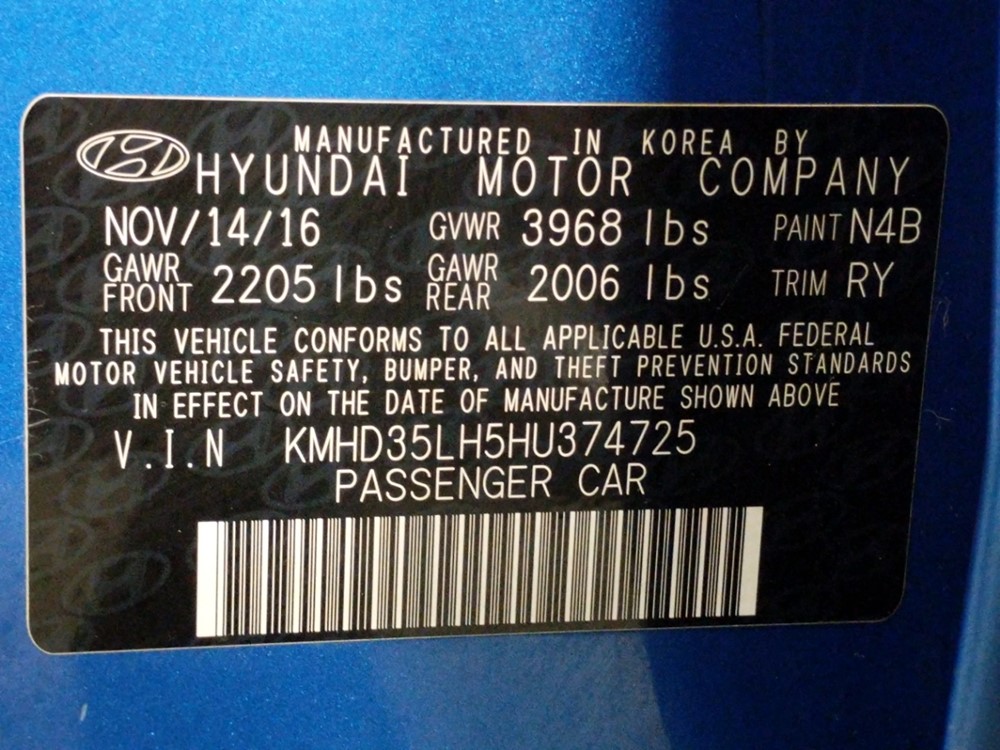 MANUFACTURED IN KOREA BY
HYUNDAI MOTOR COMPANY
NOV/14/16 GVWR 3968 lbs PAINT N4B
GAWR FRONT 2205 lbs GAWR REAR 2006 lbs TRIM RY
THIS VEHICLE CONFORMS TO ALL APPLICABLE U.S.A. FEDERAL
MOTOR VEHICLE SAFETY, BUMPER, AND THEFT PREVENTION STANDARDS
IN EFFECT ON THE DATE OF MANUFACTURE SHOWN ABOVE
V.I.N KMHD35LH5HU374725
PASSENGER CAR